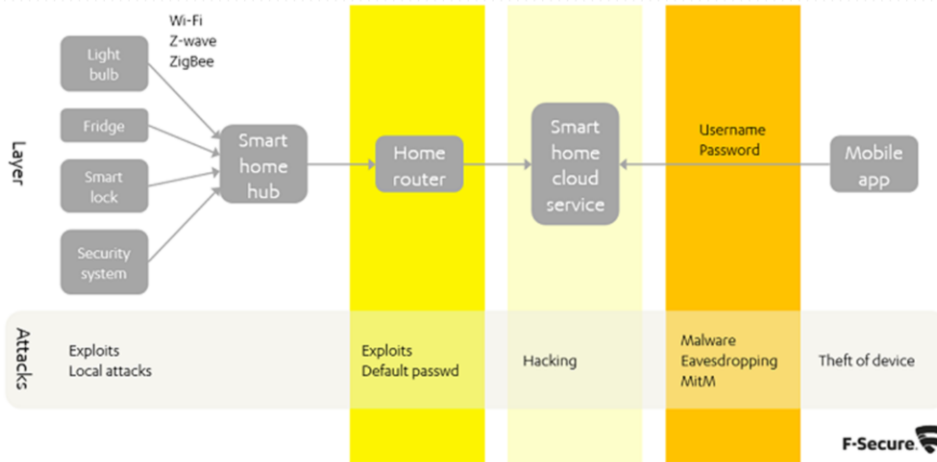 Wi-Fi
Z-wave
ZigBee
Light
bulb
Fridge
Smart
lock
Security
system
Smart
home
hub
Home
router
Smart
home
cloud
service
Username
Password
Mobile
app
Layer
Attacks
Exploits
Local attacks
Exploits
Default passwd
Hacking
Malware
Eavesdropping
MitM
Theft of device
F-Secure.